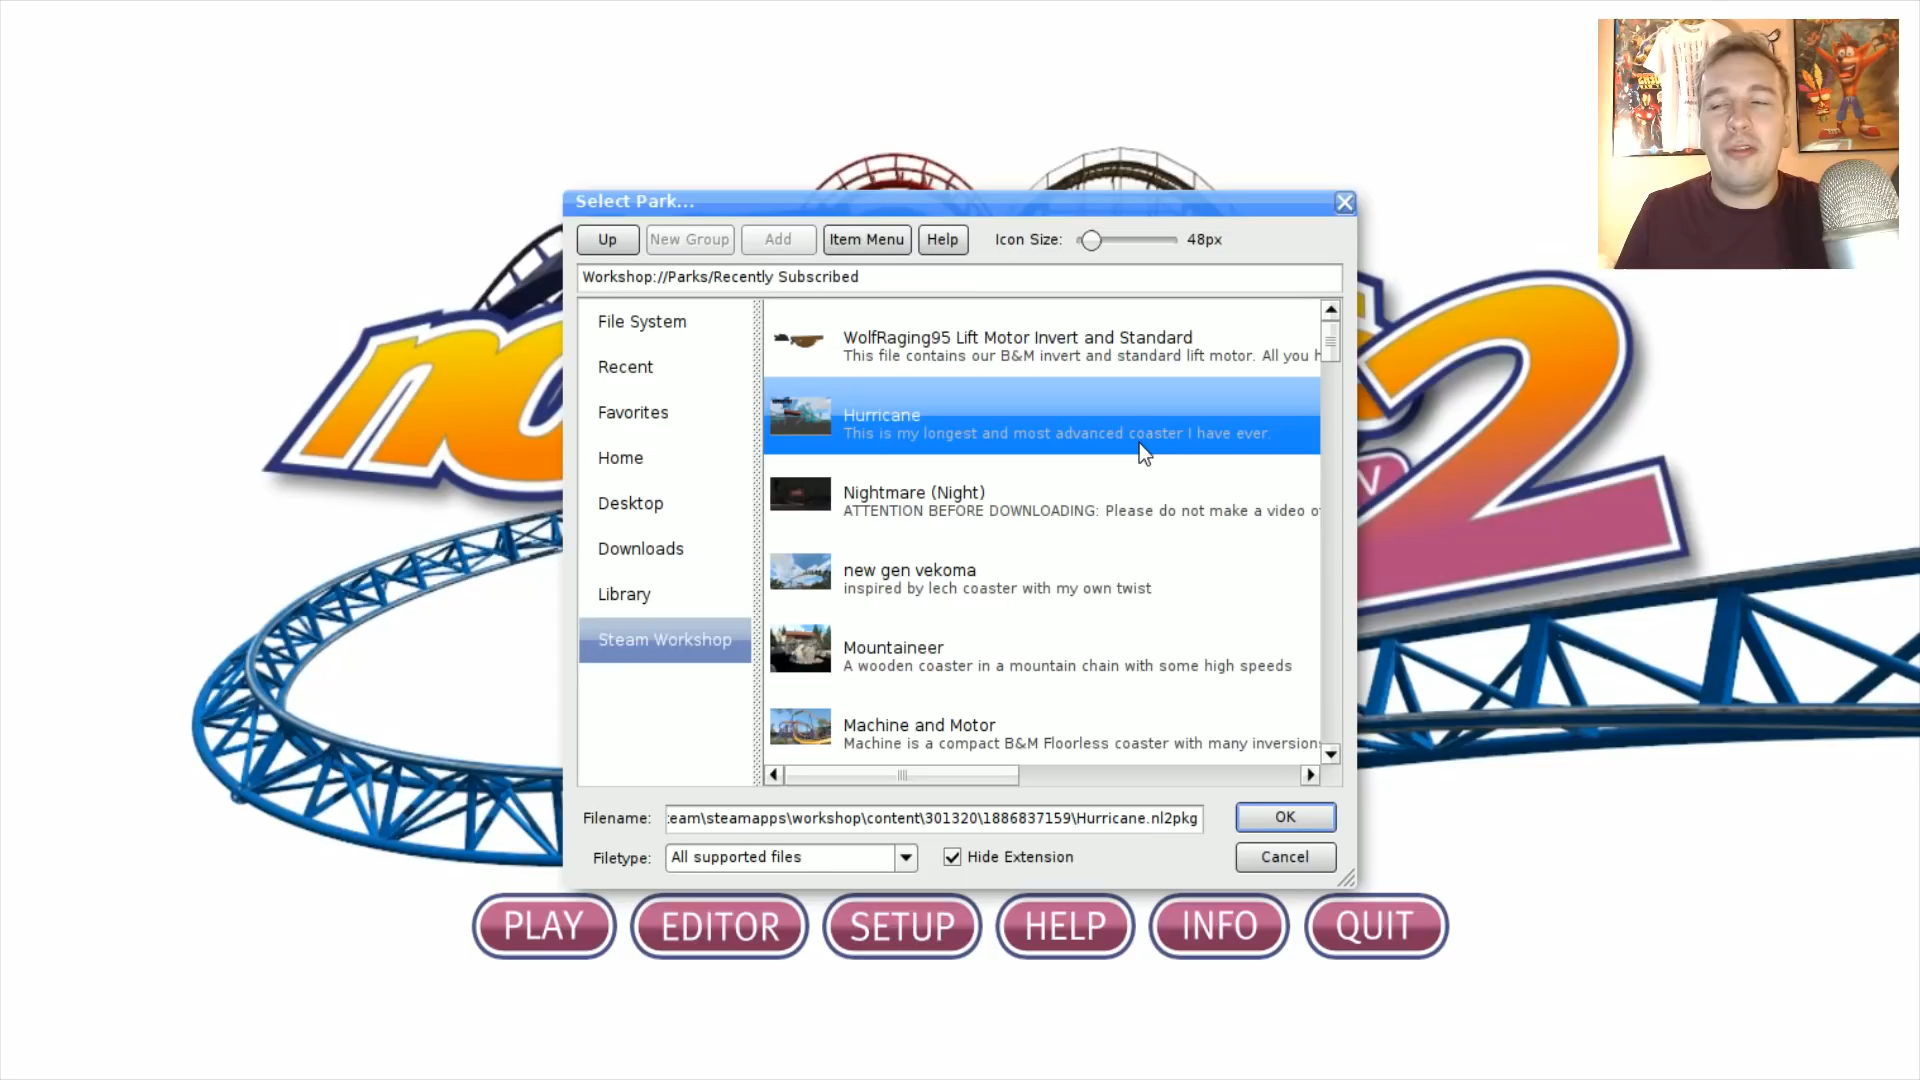 Select Park...
Up
New Group
Add
Item Menu
Help
Icon Size:
48px
Workshop://Parks/Recently Subscribed
File System
Recent
Favorites
Home
Desktop
Downloads
Library
Steam Workshop
WolfRaging95 Lift Motor Invert and Standard
This file contains our B&M invert and standard lift motor. All you
Hurricane
This is my longest and most advanced coaster I have ever.
Nightmare (Night)
ATTENTION BEFORE DOWNLOADING: Please do not make a video
new gen vekoma
inspired by lech coaster with my own twist
Mountaineer
A wooden coaster in a mountain chain with some high speeds
Machine and Motor
Machine is a compact B&M Floorless coaster with many inversions
Filename:
team\steamapps\workshop\content\301320\1886837159\Hurricane.nl2pkg
OK
Filetype:
All supported files
Hide Extension
Cancel
2
PLAY
EDITOR
SETUP
HELP
INFO
QUIT